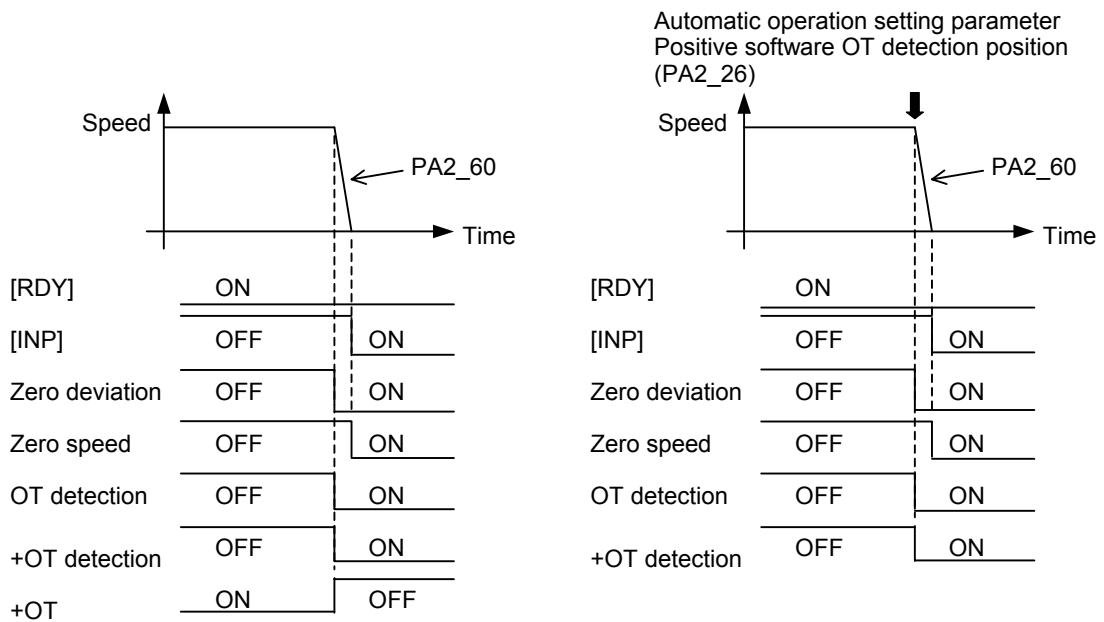 Automatic operation setting parameter
Positive software OT detection position
(PA2_26)
Speed
PA2_60
Time
[RDY] ON
[INP] OFF ON
Zero deviation OFF ON
Zero speed OFF ON
OT detection OFF ON
+OT detection OFF ON
+OT ON OFF
Speed
PA2_60
Time
[RDY] ON
[INP] OFF ON
Zero deviation OFF ON
Zero speed OFF ON
OT detection OFF ON
+OT detection OFF ON